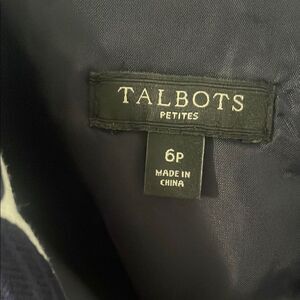 TALBOTS
PETITES
6P
MADE IN
CHINA